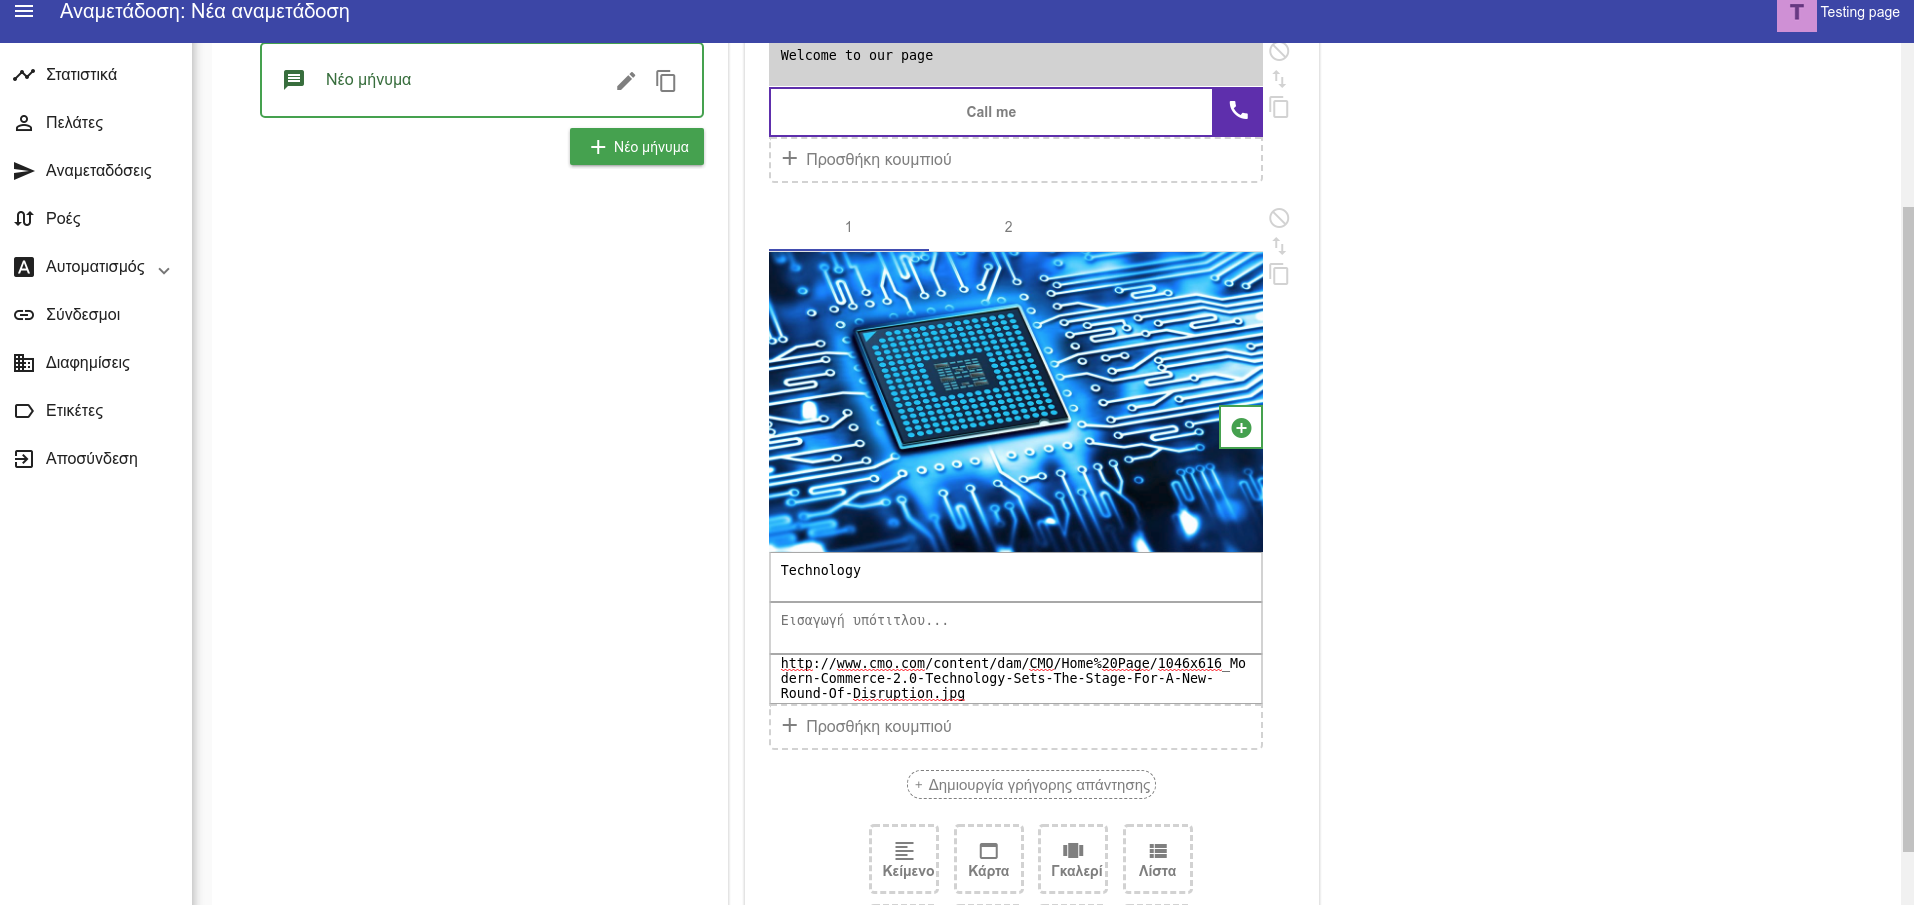 Αναμετάδοση: Νέα αναμετάδοση
T Testing page
Στατιστικά
Πελάτες
Αναμεταδόσεις
Ροές
Αυτοματισμός
Σύνδεσμοι
Διαφημίσεις
Ετικέτες
Αποσύνδεση
Νέο μήνυμα
Νέο μήνυμα
Welcome to our page
Call me
Προσθήκη κουμπιού
1 2
Technology
Εισαγωγή υπότιτλου...
http://www.cmo.com/content/dam/CMO/Home%20Page/1046x616_Mo
dern-Commerce-2.0-Technology-Sets-The-Stage-For-A-New-
Round-Of-Disruption.jpg
Προσθήκη κουμπιού
+ Δημιουργία γρήγορης απάντησης
Κείμενο Κάρτα Γκαλερί Λίστα